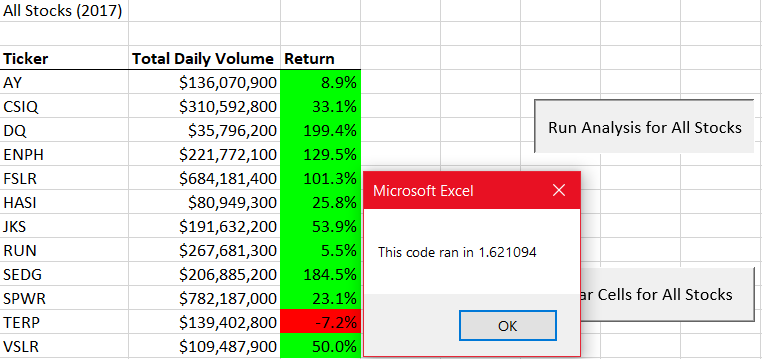 All Stocks (2017)
Ticker Total Daily Volume Return
AY $136,070,900 8.9%
CSIQ $310,592,800 33.1%
DQ $35,796,200 199.4%
Run Analysis for All Stocks
ENPH $221,772,100 129.5%
FSLR $684,181,400 101.3%
Microsoft Excel
HASI $80,949,300 25.8%
JKS $191,632,200 53.9%
This code ran in 1.621094
RUN $267,681,300 5.5%
SEDG $206,885,200 184.5%
ar Cells for All Stocks
SPWR $782,187,000 23.1%
TERP $139,402,800 -7.2%
OK
VSLR $109,487,900 50.0%